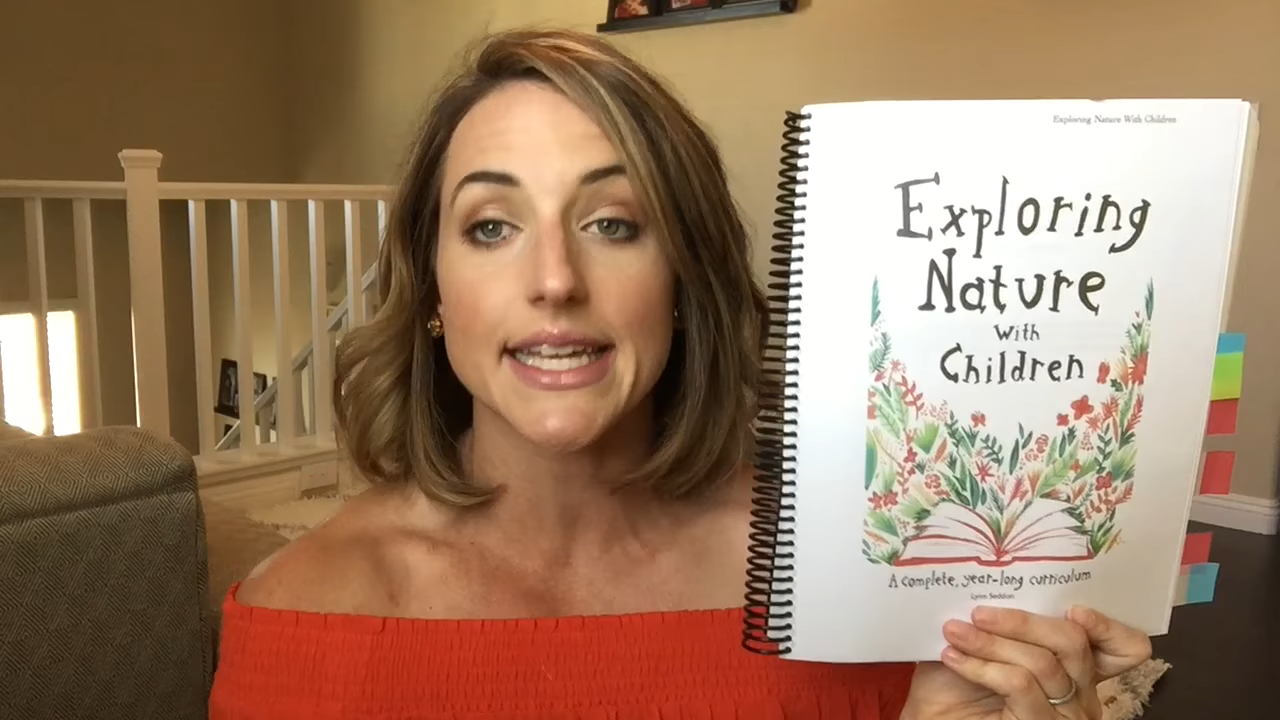 Exploring Nature With Children
Exploring
Nature
With
Children
A complete, year-long curriculum
Lynn Seddon